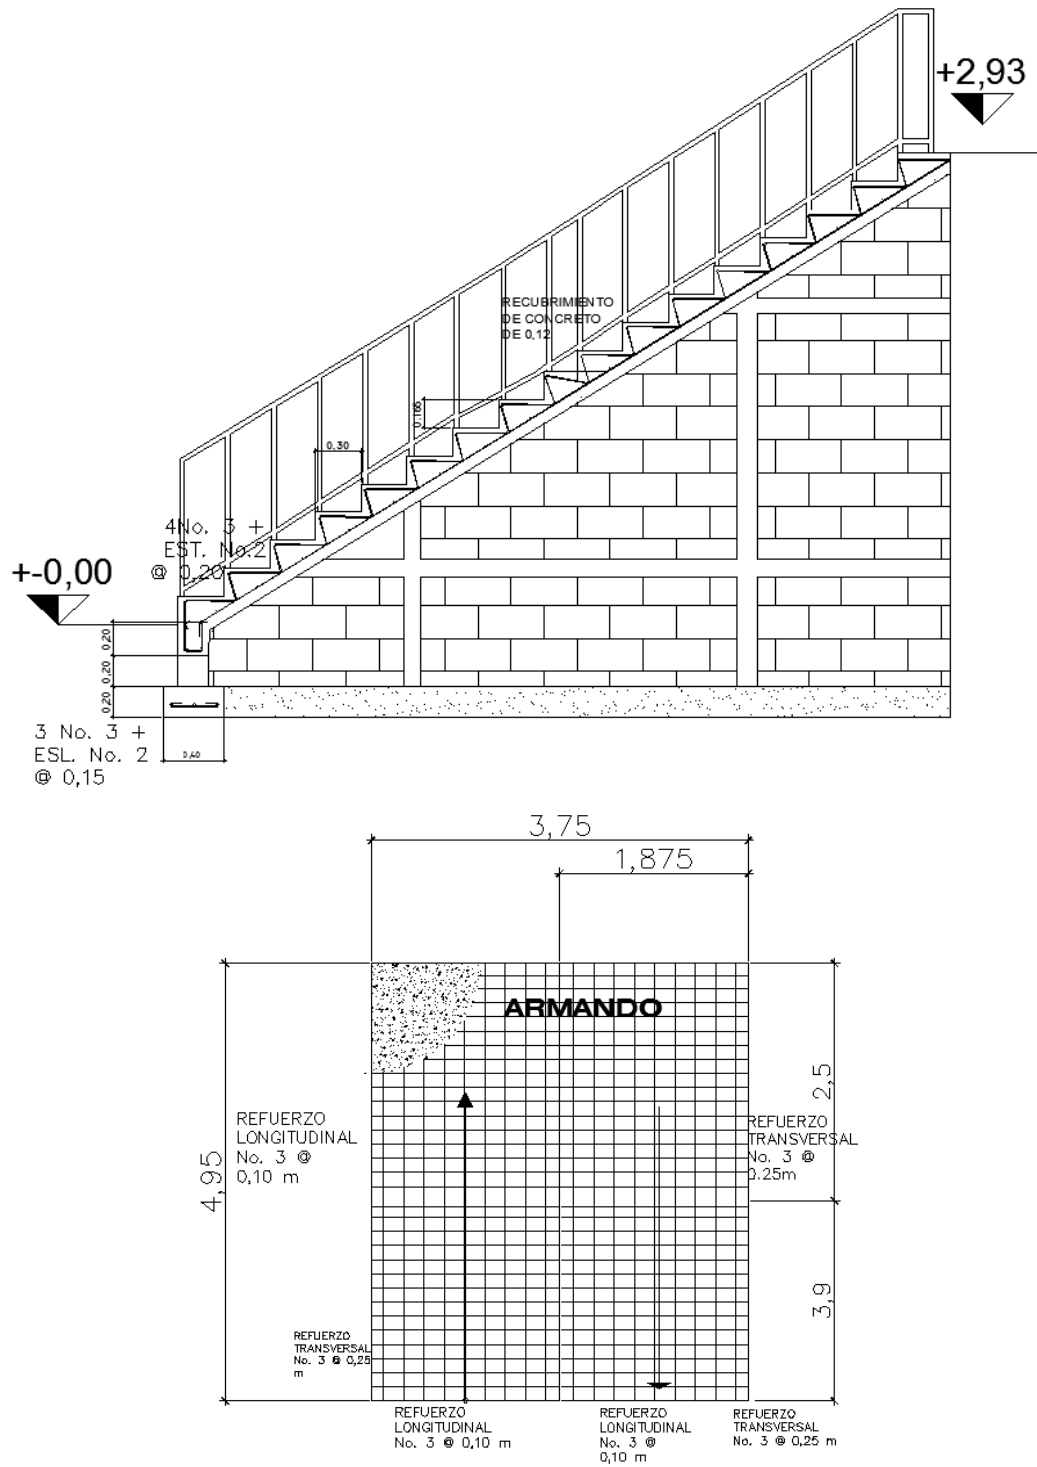 +2,93
RECUBRIMIENTO
DE CONCRETO
DE 0,12
0.166
0.30
4No. 3 +
EST. No.2
@ 0,20
+-0,00
0.20
0.20
0.20
3 No. 3 +
ESL. No. 2
@ 0,15
0.40
3,75
1,875
ARMANDO
2,5
REFUERZO
LONGITUDINAL
No. 3 @
0,10 m
REFUERZO
TRANSVERSAL
No. 3 @
0.25m
4,95
3,9
REFUERZO
TRANSVERSAL
No. 3 @ 0,25
m
REFUERZO
LONGITUDINAL
No. 3 @ 0,10 m
REFUERZO
LONGITUDINAL
No. 3 @
0,10 m
REFUERZO
TRANSVERSAL
No. 3 @ 0,25 m